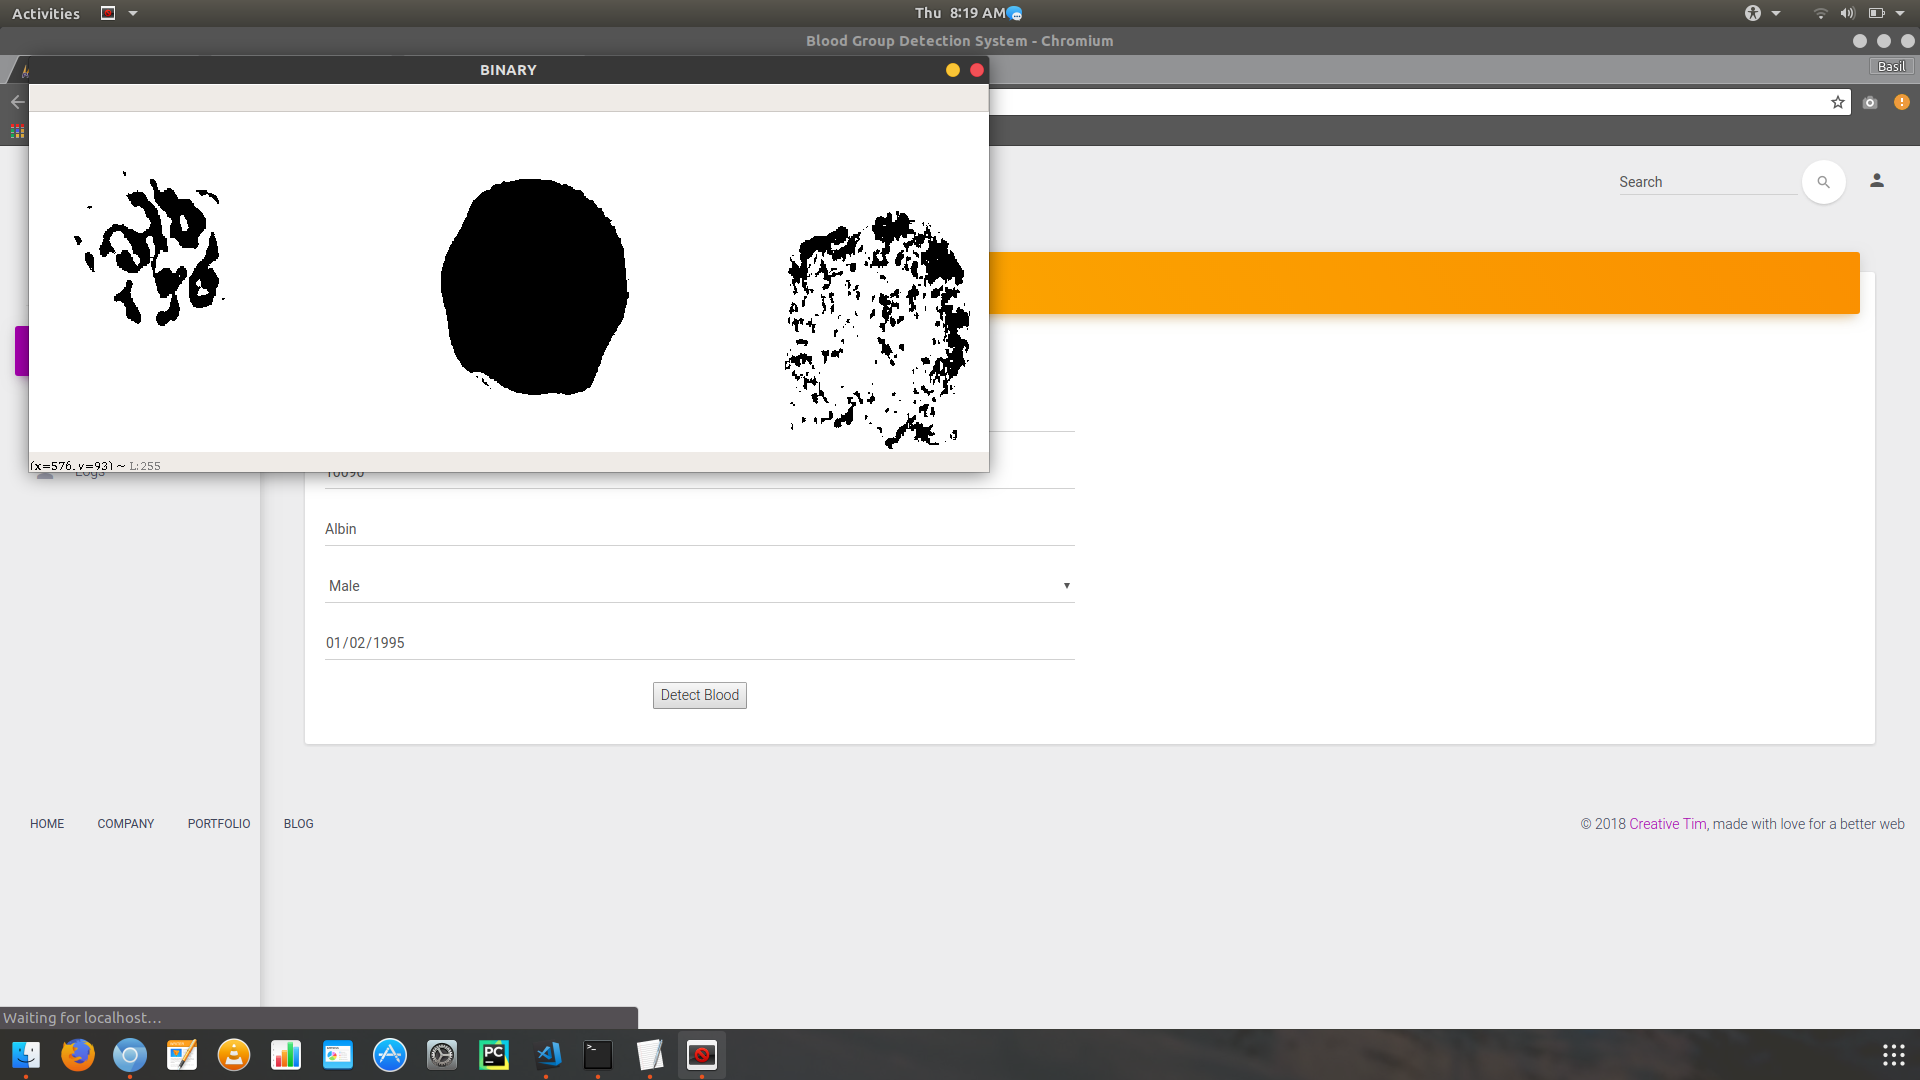 Activities
Thu 8:19 AM
Blood Group Detection System - Chromium
BINARY
Basil
Search
(x=576, y=93) ~ L:255
Logs
10090
Albin
Male
01/02/1995
Detect Blood
HOME COMPANY PORTFOLIO BLOG
© 2018 Creative Tim, made with love for a better web
Waiting for localhost...
PC